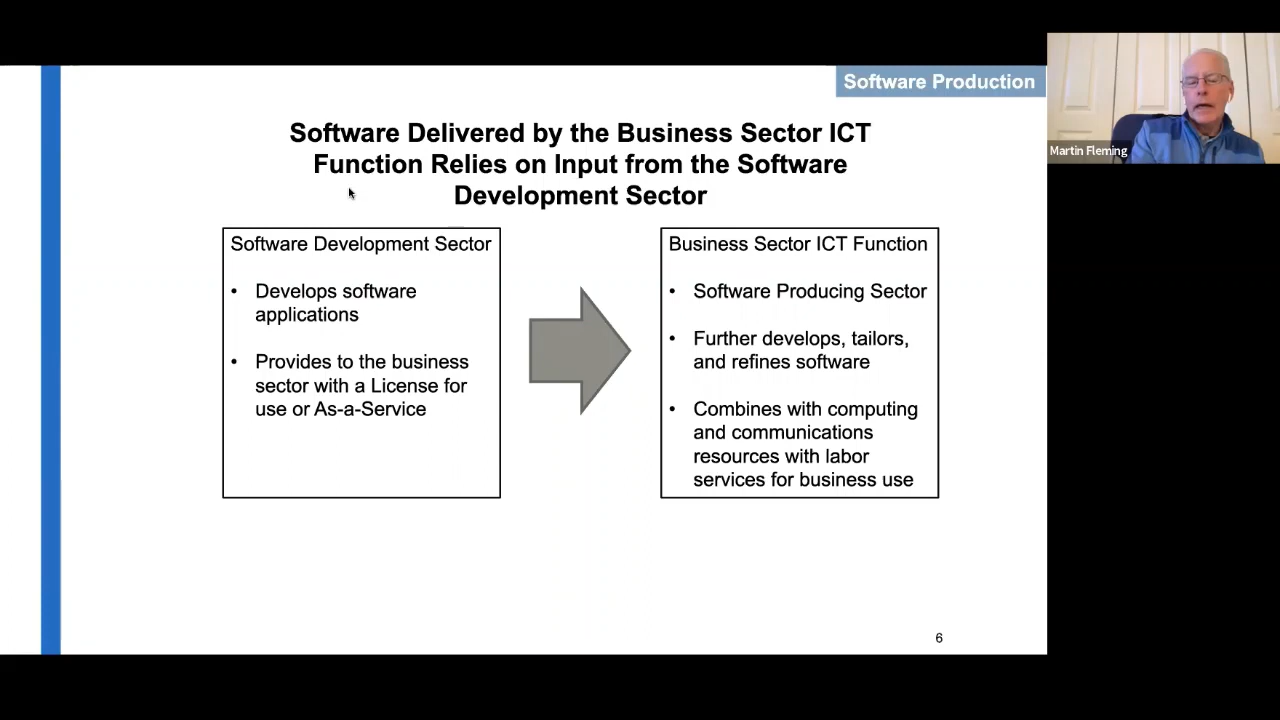 Software Production
Martin Fleming
Software Delivered by the Business Sector ICT
Function Relies on Input from the Software
Development Sector
Software Development Sector
• Develops software
applications
• Provides to the business
sector with a License for
use or As-a-Service
Business Sector ICT Function
• Software Producing Sector
• Further develops, tailors,
and refines software
• Combines with computing
and communications
resources with labor
services for business use
6